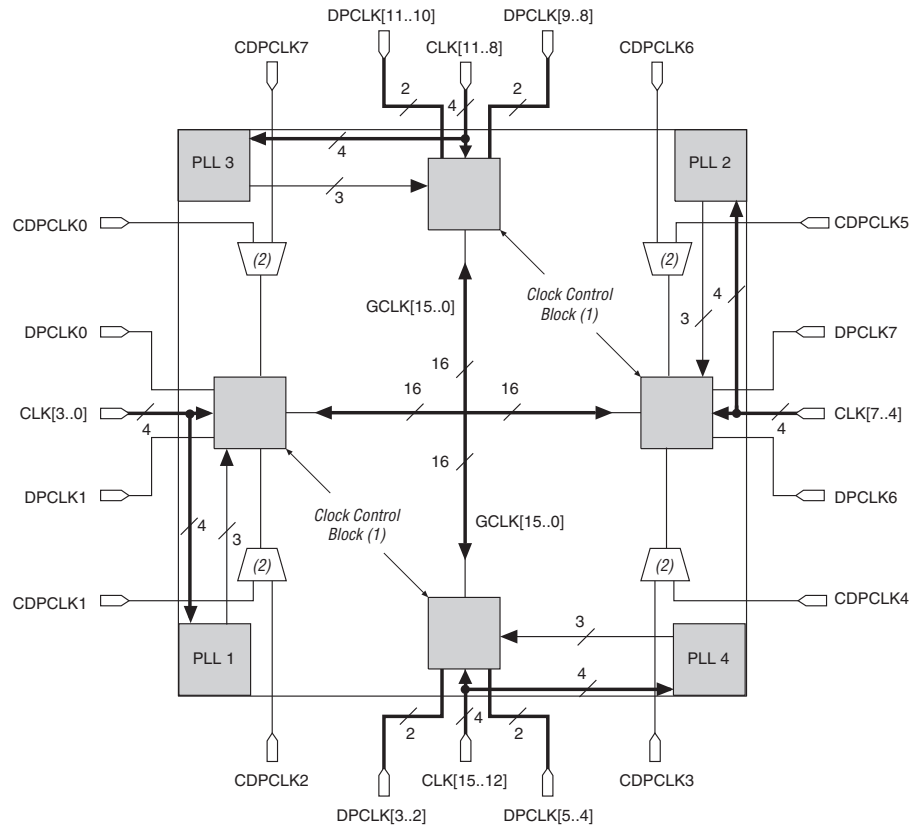 DPCLK[11..10]
DPCLK[9..8]
CDPCLK7
CLK[11..8]
CDPCLK6
2
4
2
4
PLL 3
PLL 2
3
CDPCLK0
CDPCLK5
(2)
(2)
Clock Control
Block (1)
GCLK[15..0]
4
3
DPCLK0
DPCLK7
16
16
16
CLK[3..0]
CLK[7..4]
4
4
16
DPCLK1
DPCLK6
Clock Control
Block (1)
GCLK[15..0]
4
3
(2)
(2)
CDPCLK1
CDPCLK4
3
PLL 1
PLL 4
4
2
4
2
CDPCLK2
CLK[15..12]
CDPCLK3
DPCLK[3..2]
DPCLK[5..4]